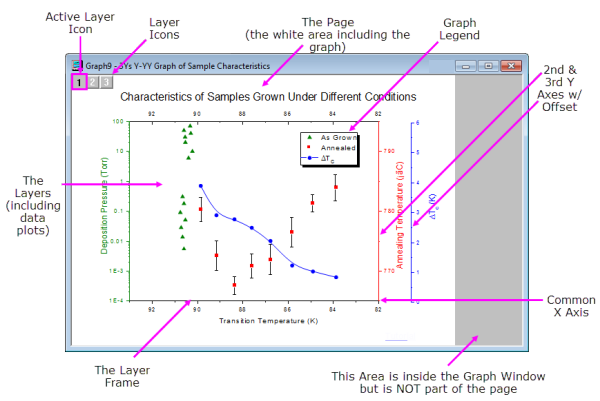 Active Layer
Icon
Layer
Icons
The Page
(the white area including the
graph)
Graph
Legend
Graph9 - 3Ys Y-YY Graph of Sample Characteristics
1 2 3
2nd &
3rd Y
Axes w/
Offset
Characteristics of Samples Grown Under Different Conditions
92 90 88 86 84 82
As Grown
Annealed
ΔTc
100
10
1
0.1
0.01
1E-3
1E-4
Deposition Pressure (Torr)
790
780
770
Annealing Temperature
6
5
4
3
2
1
0
ΔTc(K)
The
Layers
(including
data
plots)
92 90 88 86 84 82
Transition Temperature (K)
Common
X Axis
The Layer
Frame
This Area is inside the Graph Window
but is NOT part of the page